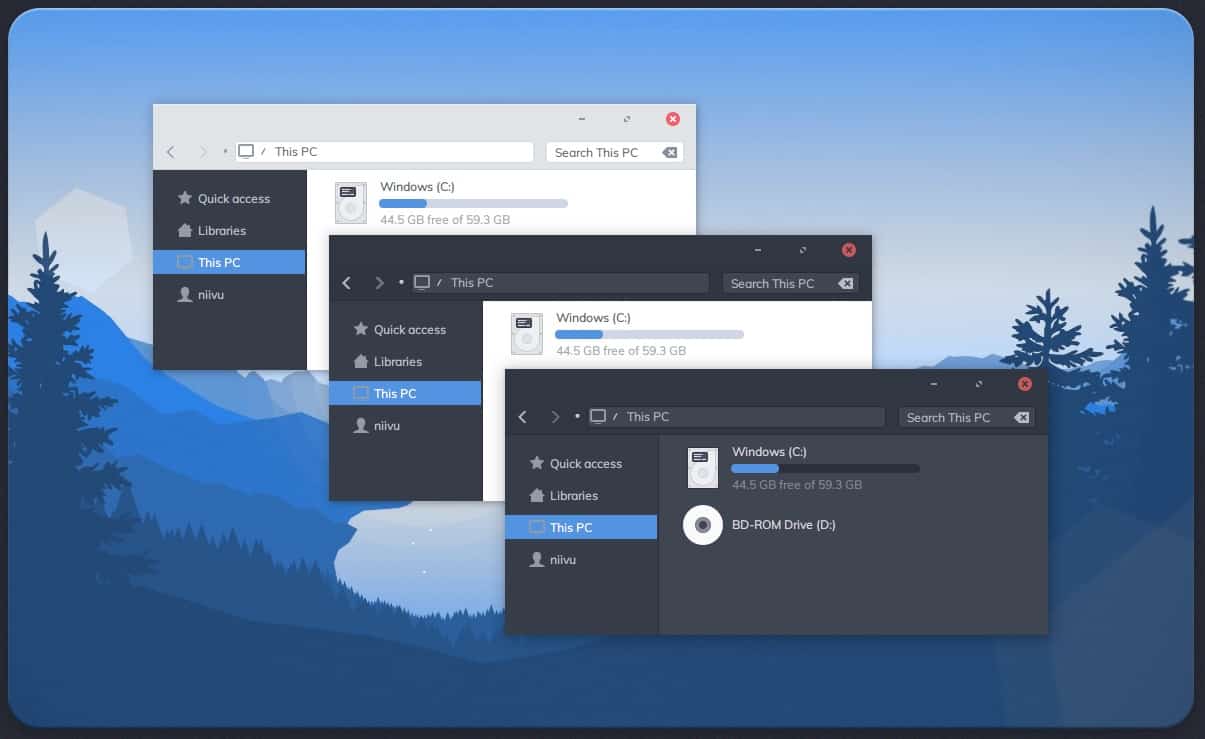 / This PC
Search This PC
Quick access
Libraries
This PC
niivu
Windows (C:)
44.5 GB free of 59.3 GB
/ This PC
Search This PC
Quick access
Libraries
This PC
niivu
Windows (C:)
44.5 GB free of 59.3 GB
/ This PC
Search This PC
Quick access
Libraries
This PC
niivu
Windows (C:)
44.5 GB free of 59.3 GB
BD-ROM Drive (D:)